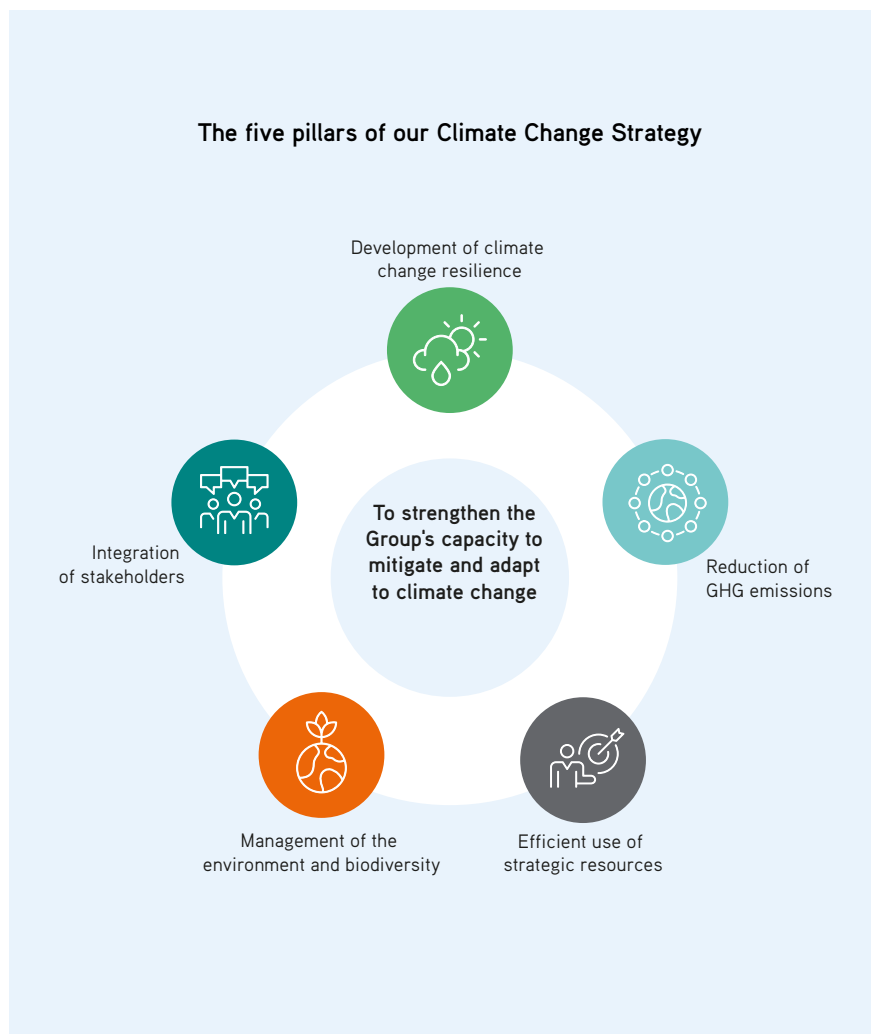 The five pillars of our Climate Change Strategy
Development of climate
change resilience
To strengthen the
Group's capacity to
mitigate and adapt
to climate change
Integration
of stakeholders
Reduction of
GHG emissions
Management of the
environment and biodiversity
Efficient use of
strategic resources